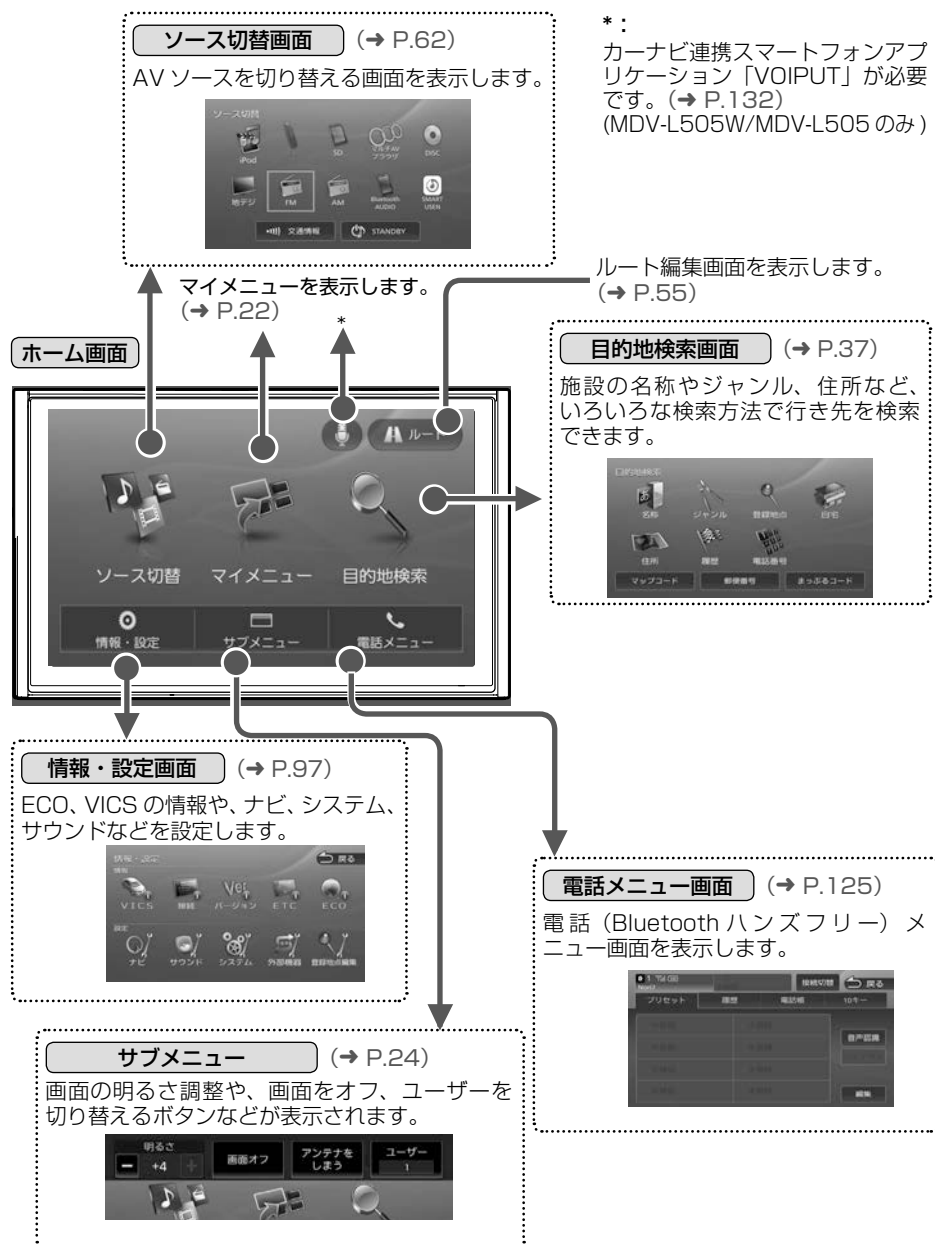 ソース切替画面 (➜ P.62)
AV ソースを切り替える画面を表示します。
ソース切替
iPod
SD
マルチAV
ブラウザ
DISC
地デジ
FM
AM
Bluetooth
AUDIO
SMART
USEN
交通情報
STANDBY
*：
カーナビ連携スマートフォンアプ
リケーション「VOIPUT」が必要
です。(➜ P.132)
(MDV-L505W/MDV-L505 のみ )
マイメニューを表示します。
(➜ P.22)
*
ルート編集画面を表示します。
(➜ P.55)
ホーム画面
ルート
ソース切替
マイメニュー
目的地検索
情報・設定
サブメニュー
電話メニュー
目的地検索画面 (➜ P.37)
施設の名称やジャンル、住所など、
いろいろな検索方法で行き先を検索
できます。
目的地検索
名称
ジャンル
登録地点
自宅
住所
履歴
電話番号
マップコード
郵便番号
まっぷるコード
情報・設定画面 (➜ P.97)
ECO、VICS の情報や、ナビ、システム、
サウンドなどを設定します。
情報・設定
戻る
情報
VICS
バージョン
ETC
ECO
設定
ナビ
サウンド
システム
外部機器
登録地点編集
電話メニュー画面 (➜ P.125)
電話（Bluetooth ハンズフリー）メ
ニュー画面を表示します。
接続切替
戻る
プリセット
履歴
電話帳
10キー
音声認識
編集
サブメニュー (➜ P.24)
画面の明るさ調整や、画面をオフ、ユーザーを
切り替えるボタンなどが表示されます。
明るさ
− +4 +
画面オフ
アンテナを
しまう
ユーザー
1